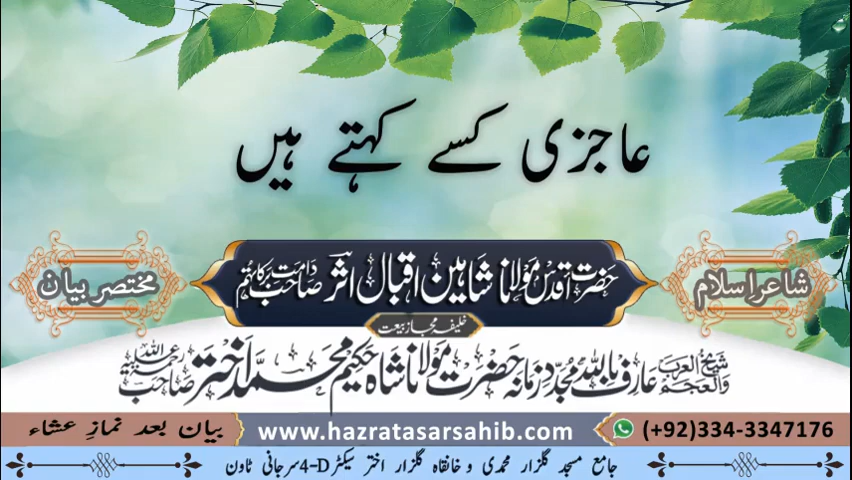 عاجزی کسے کہتے ہیں
شاعرِ اسلام
حضرت اقدس مولانا شاہین اقبال اثر صاحب دامت برکاتہم
مختصر بیان
خلیفہ مجاز بیعت
شیخ العرب والعجم عارف باللہ مجدد زمانہ حضرت مولانا شاہ حکیم محمد اختر صاحب رحمۃ اللہ علیہ
بیان بعد نمازِ عشاء
www.hazratasarsahib.com
(+92)334-3347176
جامع مسجد گلزار محمدی و خانقاہ گلزار اختر سیکٹر 4-D سرجانی ٹاون